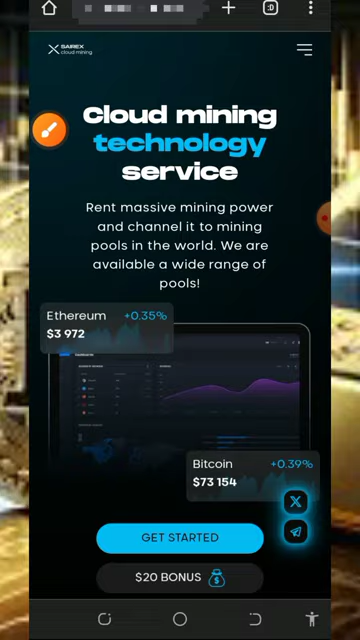 SAIREX
cloud mining
Cloud mining
technology
service
Rent massive mining power
and channel it to mining
pools in the world. We are
available a wide range of
pools!
Ethereum +0.35%
$3 972
Bitcoin +0.39%
$73 154
GET STARTED
$20 BONUS